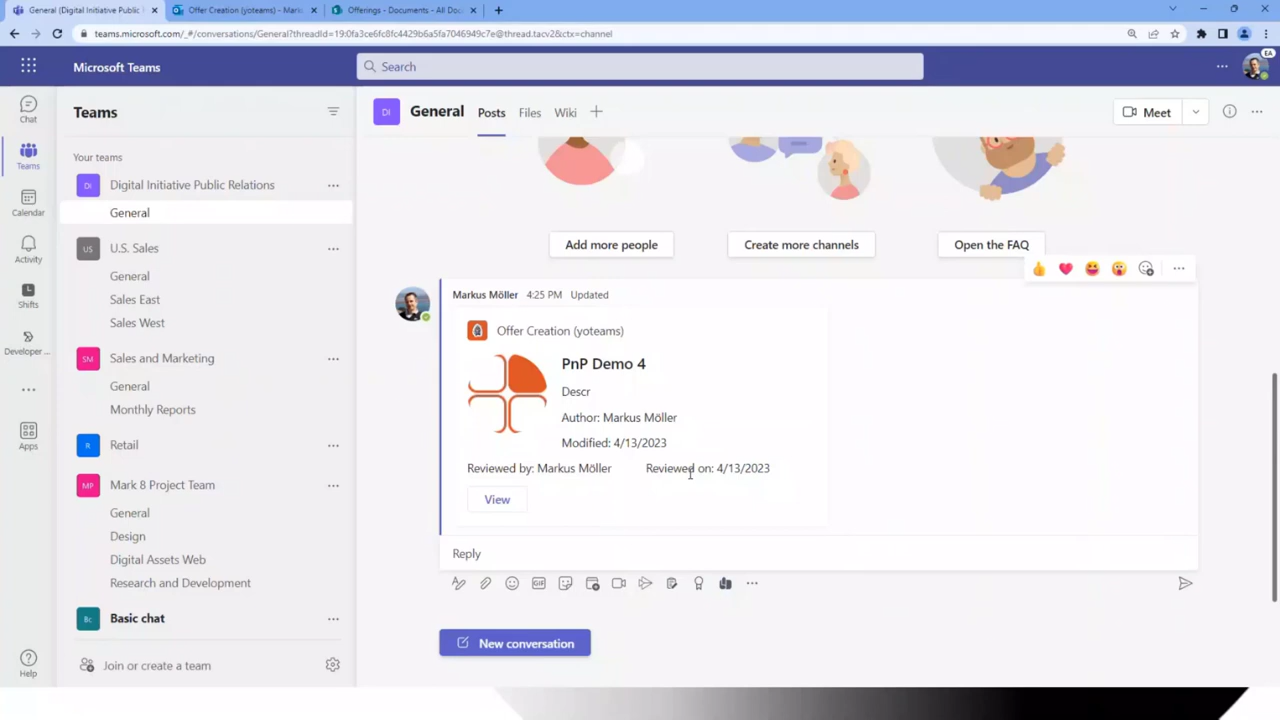 General (Digital Initiative Public
Offer Creation (yoteams) - Mark
Offerings - Documents - All Doc
teams.microsoft.com/_#/conversations/General?threadId=19:0fa3ce6fc8fc4429b6a5fa7046949c7e@thread.tacv2&ctx=channel
Microsoft Teams
Search
EA
Chat
Teams
Calendar
Activity
Shifts
Developer ...
Apps
Help
Teams
Your teams
DI Digital Initiative Public Relations
General
US U.S. Sales
General
Sales East
Sales West
SM Sales and Marketing
General
Monthly Reports
R Retail
MP Mark 8 Project Team
General
Design
Digital Assets Web
Research and Development
Bc Basic chat
Join or create a team
DI General Posts Files Wiki
Meet
Add more people
Create more channels
Open the FAQ
Markus Möller 4:25 PM Updated
Offer Creation (yoteams)
PnP Demo 4
Descr
Author: Markus Möller
Modified: 4/13/2023
Reviewed by: Markus Möller Reviewed on: 4/13/2023
View
Reply
GIF
New conversation